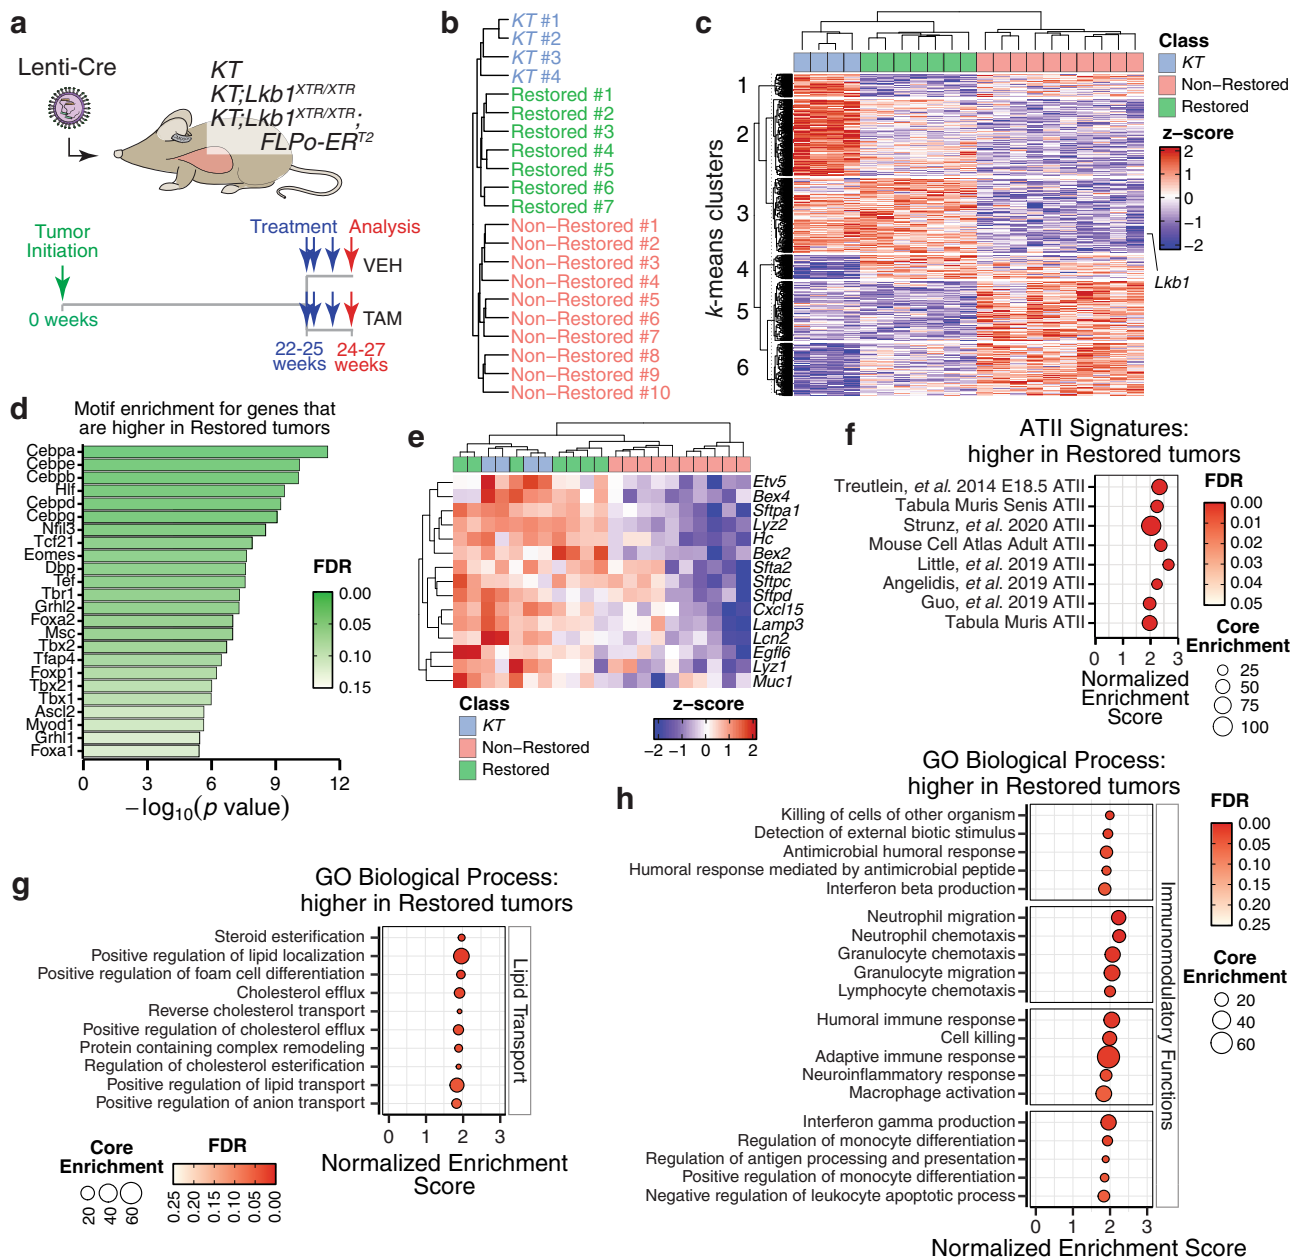 a
Lenti-Cre
KT
KT;Lkb1XTR/XTR
KT;Lkb1XTR/XTR;
FLPo-ERT2
Tumor
Initiation
Treatment
Analysis
VEH
TAM
0 weeks
22-25
weeks
24-27
weeks
b
KT #1
KT #2
KT #3
KT #4
Restored #1
Restored #2
Restored #3
Restored #4
Restored #5
Restored #6
Restored #7
Non-Restored #1
Non-Restored #2
Non-Restored #3
Non-Restored #4
Non-Restored #5
Non-Restored #6
Non-Restored #7
Non-Restored #8
Non-Restored #9
Non-Restored #10
c
k-means clusters
1
2
3
4
5
6
Class
KT
Non-Restored
Restored
z-score
2
1
0
−1
−2
Lkb1
d
Motif enrichment for genes that
are higher in Restored tumors
Cebpa
Cebpe
Cebpb
Hlf
Cebpd
Cebpg
Nfil3
Tcf21
Eomes
Dbp
Tef
Tbr1
Grhl2
Foxa2
Msc
Tbx2
Tfap4
Foxp1
Tbx21
Tbx1
Ascl2
Myod1
Grhl1
Foxa1
0 3 6 9 12
−log10(p value)
FDR
0.00
0.05
0.10
0.15
e
Etv5
Bex4
Sftpa1
Lyz2
Hc
Bex2
Sfta2
Sftpc
Sftpd
Cxcl15
Lamp3
Lcn2
Egfl6
Lyz1
Muc1
Class
KT
Non-Restored
Restored
z-score
−2 −1 0 1 2
f
ATII Signatures:
higher in Restored tumors
Treutlein, et al. 2014 E18.5 ATII
Tabula Muris Senis ATII
Strunz, et al. 2020 ATII
Mouse Cell Atlas Adult ATII
Little, et al. 2019 ATII
Angelidis, et al. 2019 ATII
Guo, et al. 2019 ATII
Tabula Muris ATII
0 1 2 3
Normalized
Enrichment
Score
FDR
0.00
0.01
0.02
0.03
0.04
0.05
Core
Enrichment
25
50
75
100
g
GO Biological Process:
higher in Restored tumors
Steroid esterification
Positive regulation of lipid localization
Positive regulation of foam cell differentiation
Cholesterol efflux
Reverse cholesterol transport
Positive regulation of cholesterol efflux
Protein containing complex remodeling
Regulation of cholesterol esterification
Positive regulation of lipid transport
Positive regulation of anion transport
Lipid Transport
0 1 2 3
Normalized Enrichment
Score
Core
Enrichment
20
40
60
FDR
0.25
0.20
0.15
0.10
0.05
0.00
h
GO Biological Process:
higher in Restored tumors
Killing of cells of other organism
Detection of external biotic stimulus
Antimicrobial humoral response
Humoral response mediated by antimicrobial peptide
Interferon beta production
Neutrophil migration
Neutrophil chemotaxis
Granulocyte chemotaxis
Granulocyte migration
Lymphocyte chemotaxis
Humoral immune response
Cell killing
Adaptive immune response
Neuroinflammatory response
Macrophage activation
Interferon gamma production
Regulation of monocyte differentiation
Regulation of antigen processing and presentation
Positive regulation of monocyte differentiation
Negative regulation of leukocyte apoptotic process
Immunomodulatory Functions
0 1 2 3
Normalized Enrichment Score
FDR
0.00
0.05
0.10
0.15
0.20
0.25
Core
Enrichment
20
40
60